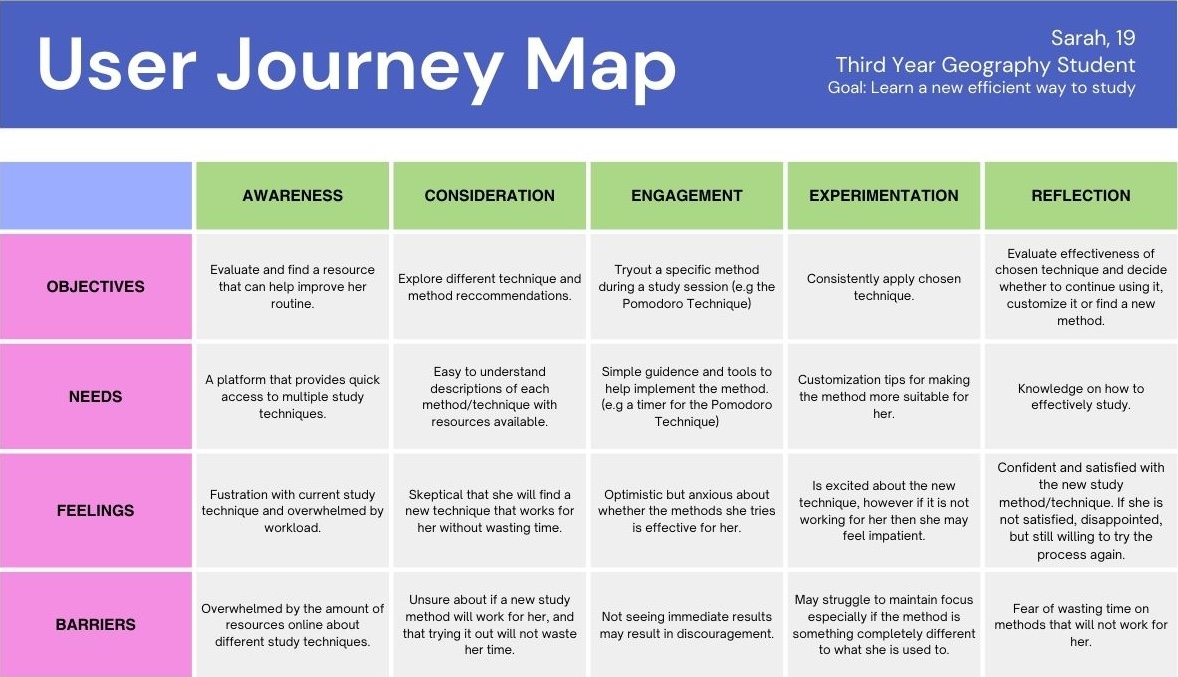 User Journey Map
Sarah, 19
Third Year Geography Student
Goal: Learn a new efficient way to study
AWARENESS
CONSIDERATION
ENGAGEMENT
EXPERIMENTATION
REFLECTION
OBJECTIVES
Evaluate and find a resource
that can help improve her
routine.
Explore different technique and
method reccommendations.
Tryout a specific method
during a study session (e.g the
Pomodoro Technique)
Consistently apply chosen
technique.
Evaluate effectiveness of
chosen technique and decide
whether to continue using it,
customize it or find a new
method.
NEEDS
A platform that provides quick
access to multiple study
techniques.
Easy to understand
descriptions of each
method/technique with
resources available.
Simple guidence and tools to
help implement the method.
(e.g a timer for the Pomodoro
Technique)
Customization tips for making
the method more suitable for
her.
Knowledge on how to
effectively study.
FEELINGS
Fustration with current study
technique and overwhelmed by
workload.
Skeptical that she will find a
new technique that works for
her without wasting time.
Optimistic but anxious about
whether the methods she tries
is effective for her.
Is excited about the new
technique, however if it is not
working for her then she may
feel impatient.
Confident and satisfied with
the new study
method/technique. If she is
not satisfied, disappointed,
but still willing to try the
process again.
BARRIERS
Overwhelmed by the amount of
resources online about
different study techniques.
Unsure about if a new study
method will work for her, and
that trying it out will not waste
her time.
Not seeing immediate results
may result in discouragement.
May struggle to maintain focus
especially if the method is
something completely different
to what she is used to.
Fear of wasting time on
methods that will not work for
her.